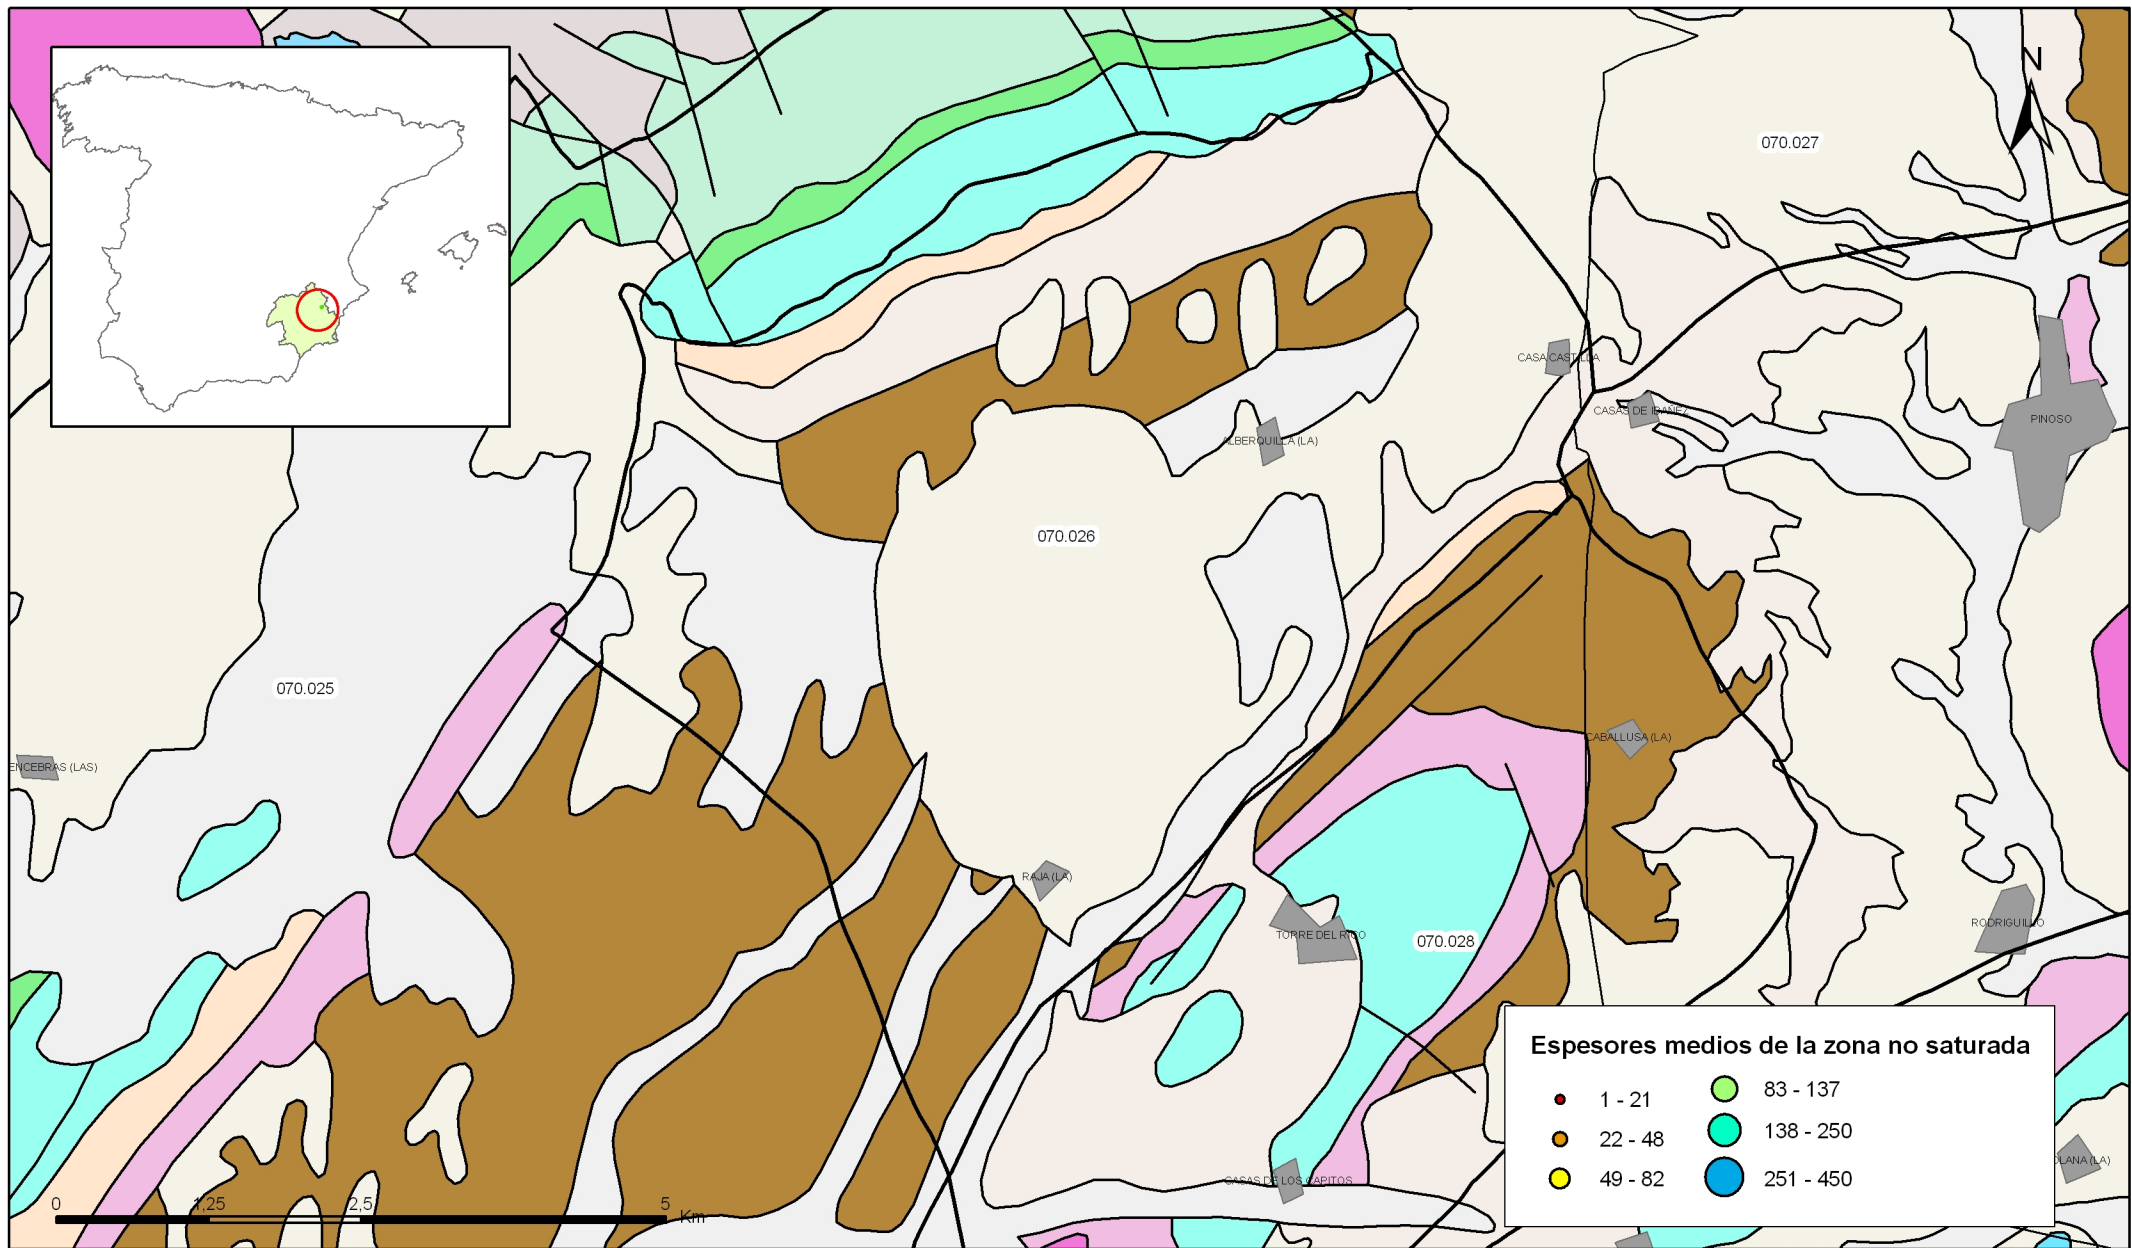 N
070.027
CASA CASTILLA
CASAS DE IBAÑEZ
PINOSO
ALBERQUILLA (LA)
070.026
070.025
CABALLUSA (LA)
ENCEBRAS (LAS)
RAJA (LA)
RODRIGUILLO
TORRE DEL RICO
070.028
Espesores medios de la zona no saturada
1 - 21
83 - 137
22 - 48
138 - 250
49 - 82
251 - 450
OLANA (LA)
CASAS DE LOS CAPITOS
0 1,25 2,5 5
Km